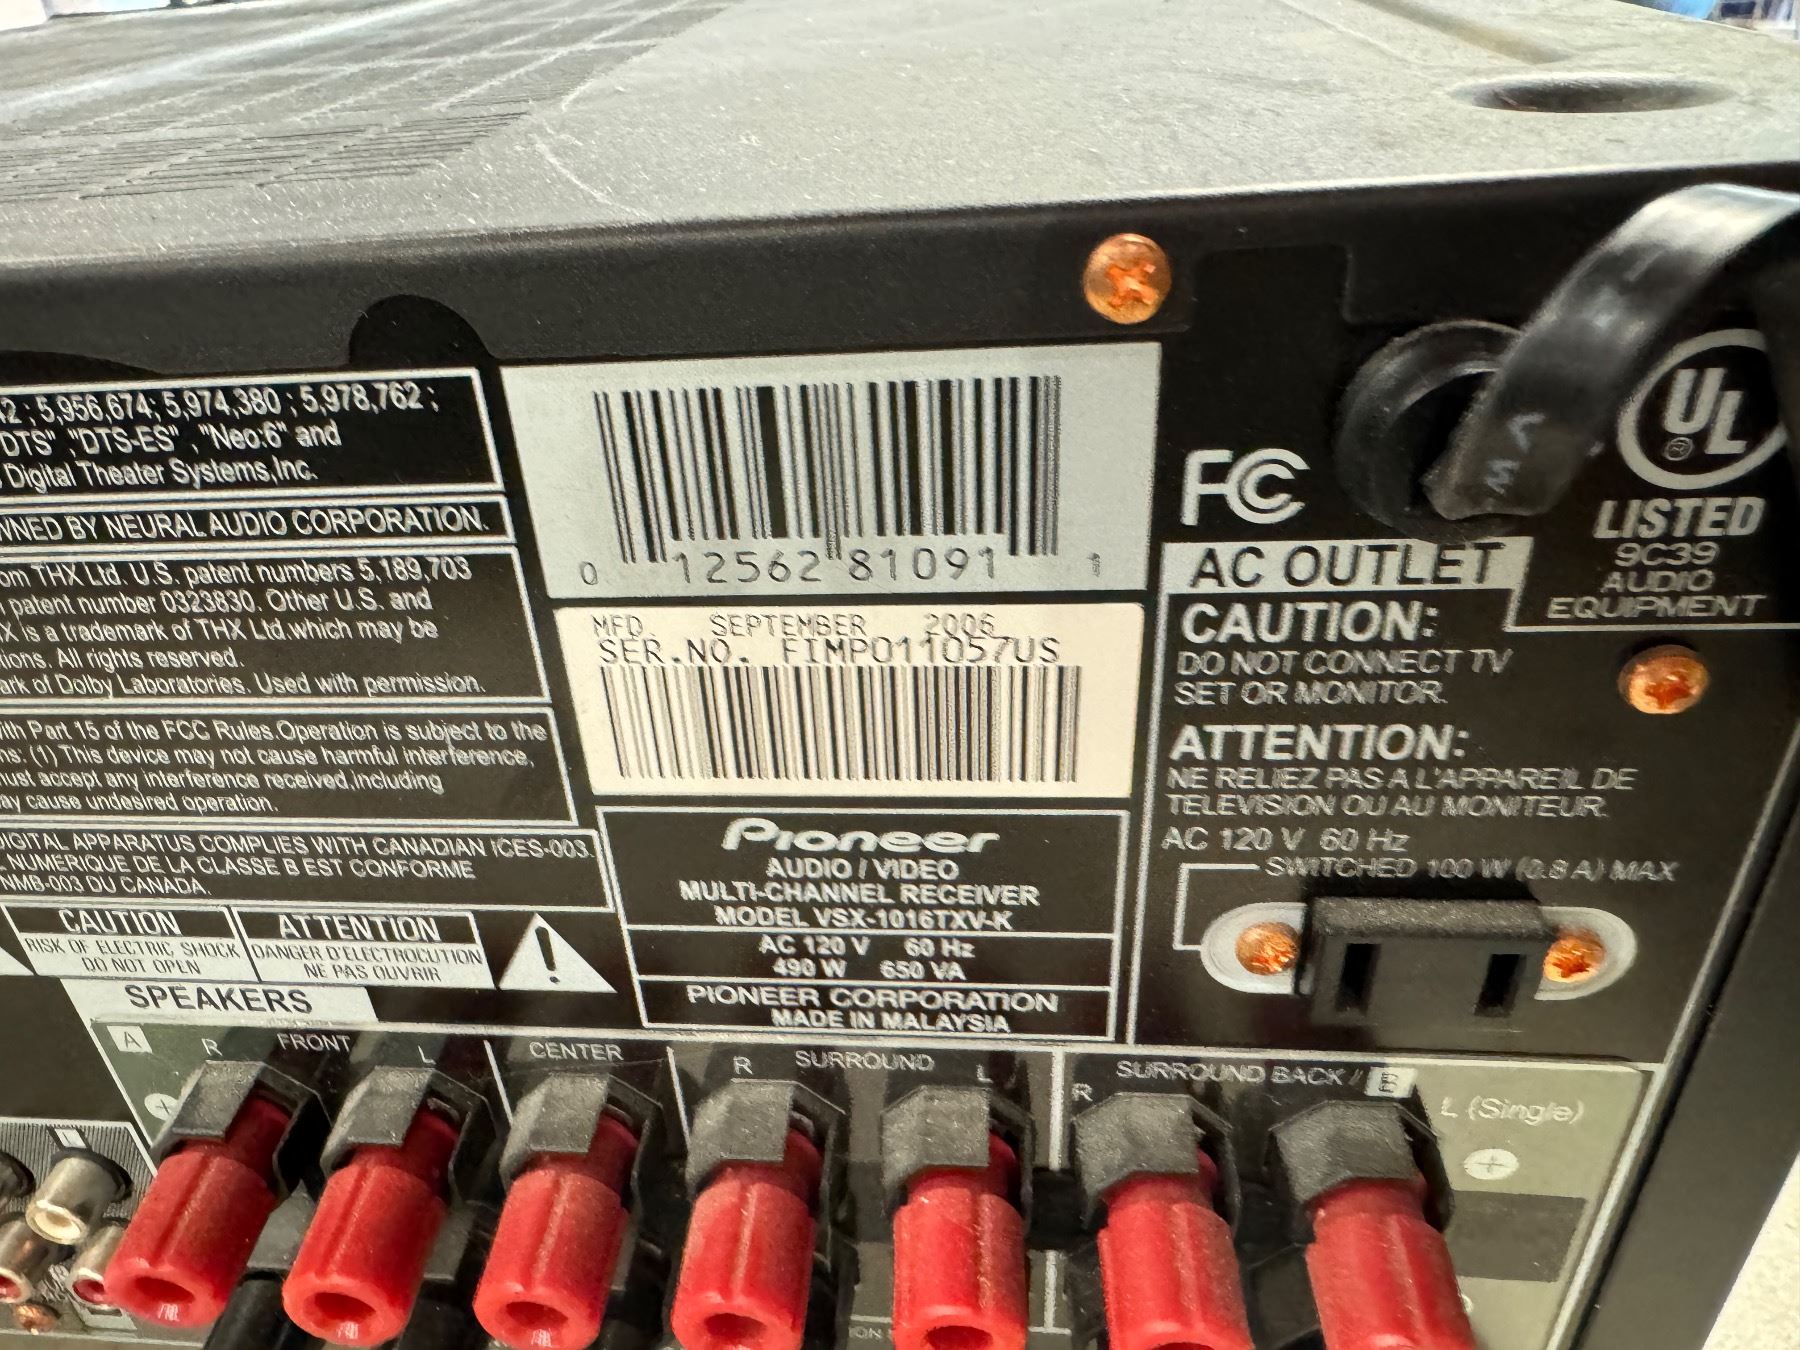 12 ; 5,956,674; 5,974,380 ; 5,978,762 ;
DTS" ,"DTS-ES" , "Neo:6" and
Digital Theater Systems,Inc.
WNED BY NEURAL AUDIO CORPORATION.
om THX Ltd. U.S. patent numbers 5,189,703
patent number 0323830. Other U.S. and
X is a trademark of THX Ltd.which may be
ions. All rights reserved.
ark of Dolby Laboratories. Used with permission.
ith Part 15 of the FCC Rules.Operation is subject to the
ns: (1) This device may not cause harmful interference,
ust accept any interference received,including
ay cause undesired operation.
DIGITAL APPARATUS COMPLIES WITH CANADIAN ICES-003.
L NUMERIQUE DE LA CLASSE B EST CONFORME
NMB-003 DU CANADA.
CAUTION
RISK OF ELECTRIC SHOCK
DO NOT OPEN
ATTENTION
DANGER D'ELECTROCUTION
NE PAS OUVRIR
0 12562 81091 1
MFD. SEPTEMBER 2006
SER.NO. FIMP011057US
Pioneer
AUDIO / VIDEO
MULTI-CHANNEL RECEIVER
MODEL VSX-1016TXV-K
AC 120 V 60 Hz
490 W 650 VA
PIONEER CORPORATION
MADE IN MALAYSIA
FC
UL
®
LISTED
9C39
AUDIO
EQUIPMENT
AC OUTLET
CAUTION:
DO NOT CONNECT TV
SET OR MONITOR.
ATTENTION:
NE RELIEZ PAS A L'APPAREIL DE
TELEVISION OU AU MONITEUR.
AC 120 V 60 Hz
SWITCHED 100 W (0.8 A) MAX
SPEAKERS
A
R FRONT L
CENTER
R SURROUND L
R SURROUND BACK / B
L (Single)